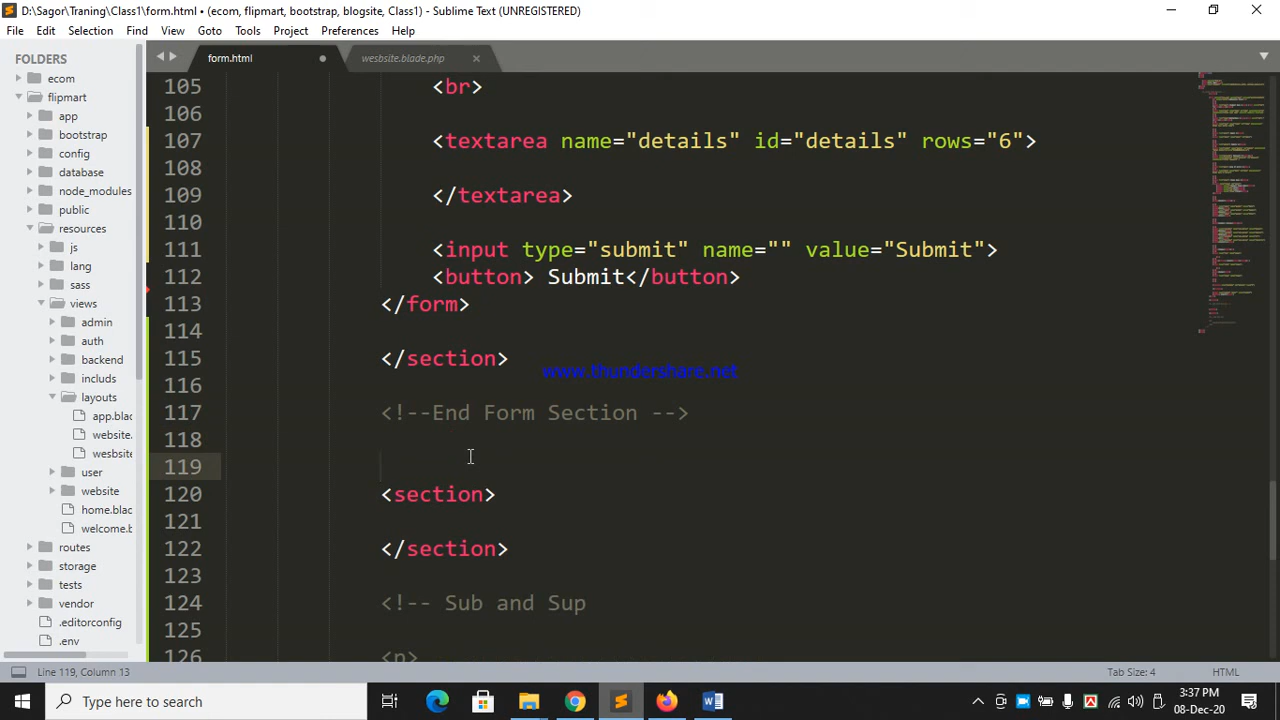 D:\Sagor\Traning\Class1\form.html • (ecom, flipmart, bootstrap, blogsite, Class1) - Sublime Text (UNREGISTERED)
File Edit Selection Find View Goto Tools Project Preferences Help
FOLDERS
ecom
flipmart
app
bootstrap
config
database
node_modules
public
resources
js
lang
sass
views
admin
auth
backend
includs
layouts
app.blac
website.
wesbsite
user
website
home.blac
welcome.b
routes
storage
tests
vendor
.editorconfig
.env
form.html
wesbsite.blade.php
105 <br>
106
107 <textarea name="details" id="details" rows="6">
108
109 </textarea>
110
111 <input type="submit" name="" value="Submit">
112 <button> Submit</button>
113 </form>
114
115 </section>
www.thundershare.net
116
117 <!--End Form Section -->
118
119
120 <section>
121
122 </section>
123
124 <!-- Sub and Sup
125
126 <p>
Line 119, Column 13
Tab Size: 4
HTML
Type here to search
3:37 PM
08-Dec-20